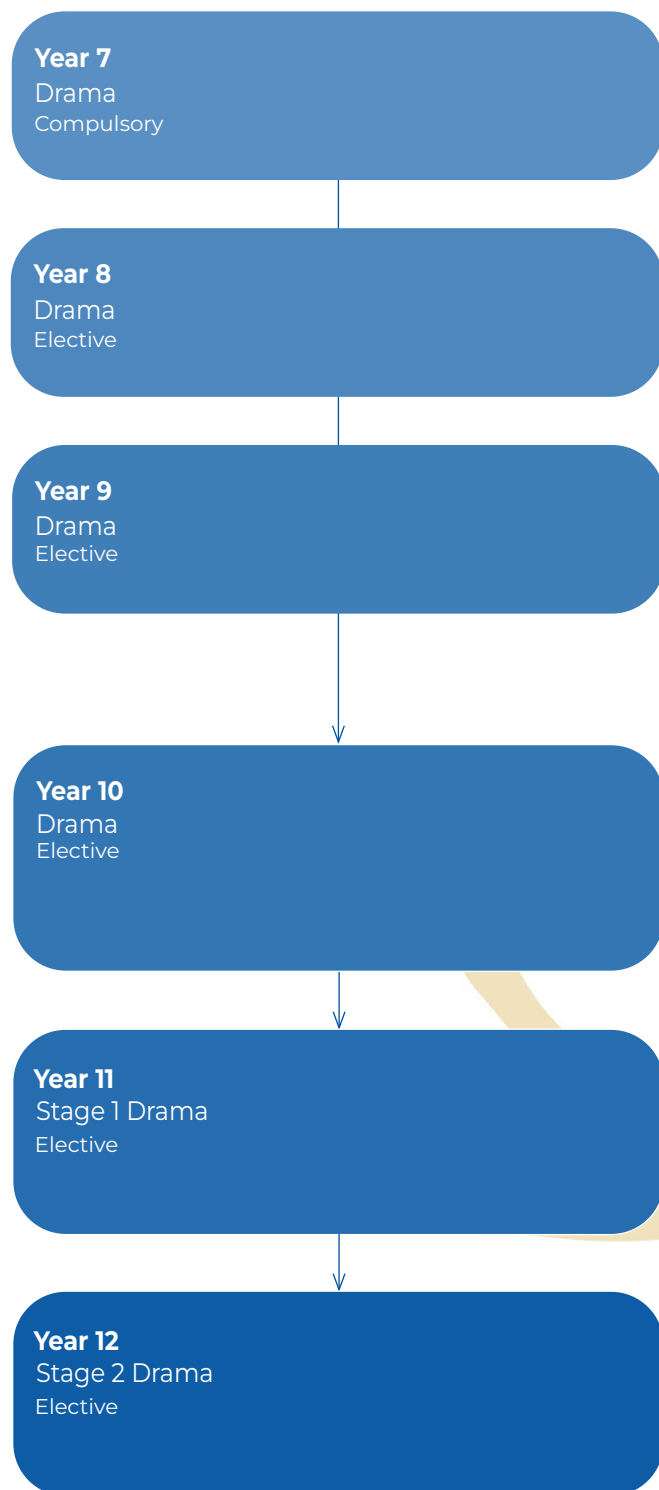 Year 7
Drama
Compulsory
Year 8
Drama
Elective
Year 9
Drama
Elective
Year 10
Drama
Elective
Year 11
Stage 1 Drama
Elective
Year 12
Stage 2 Drama
Elective